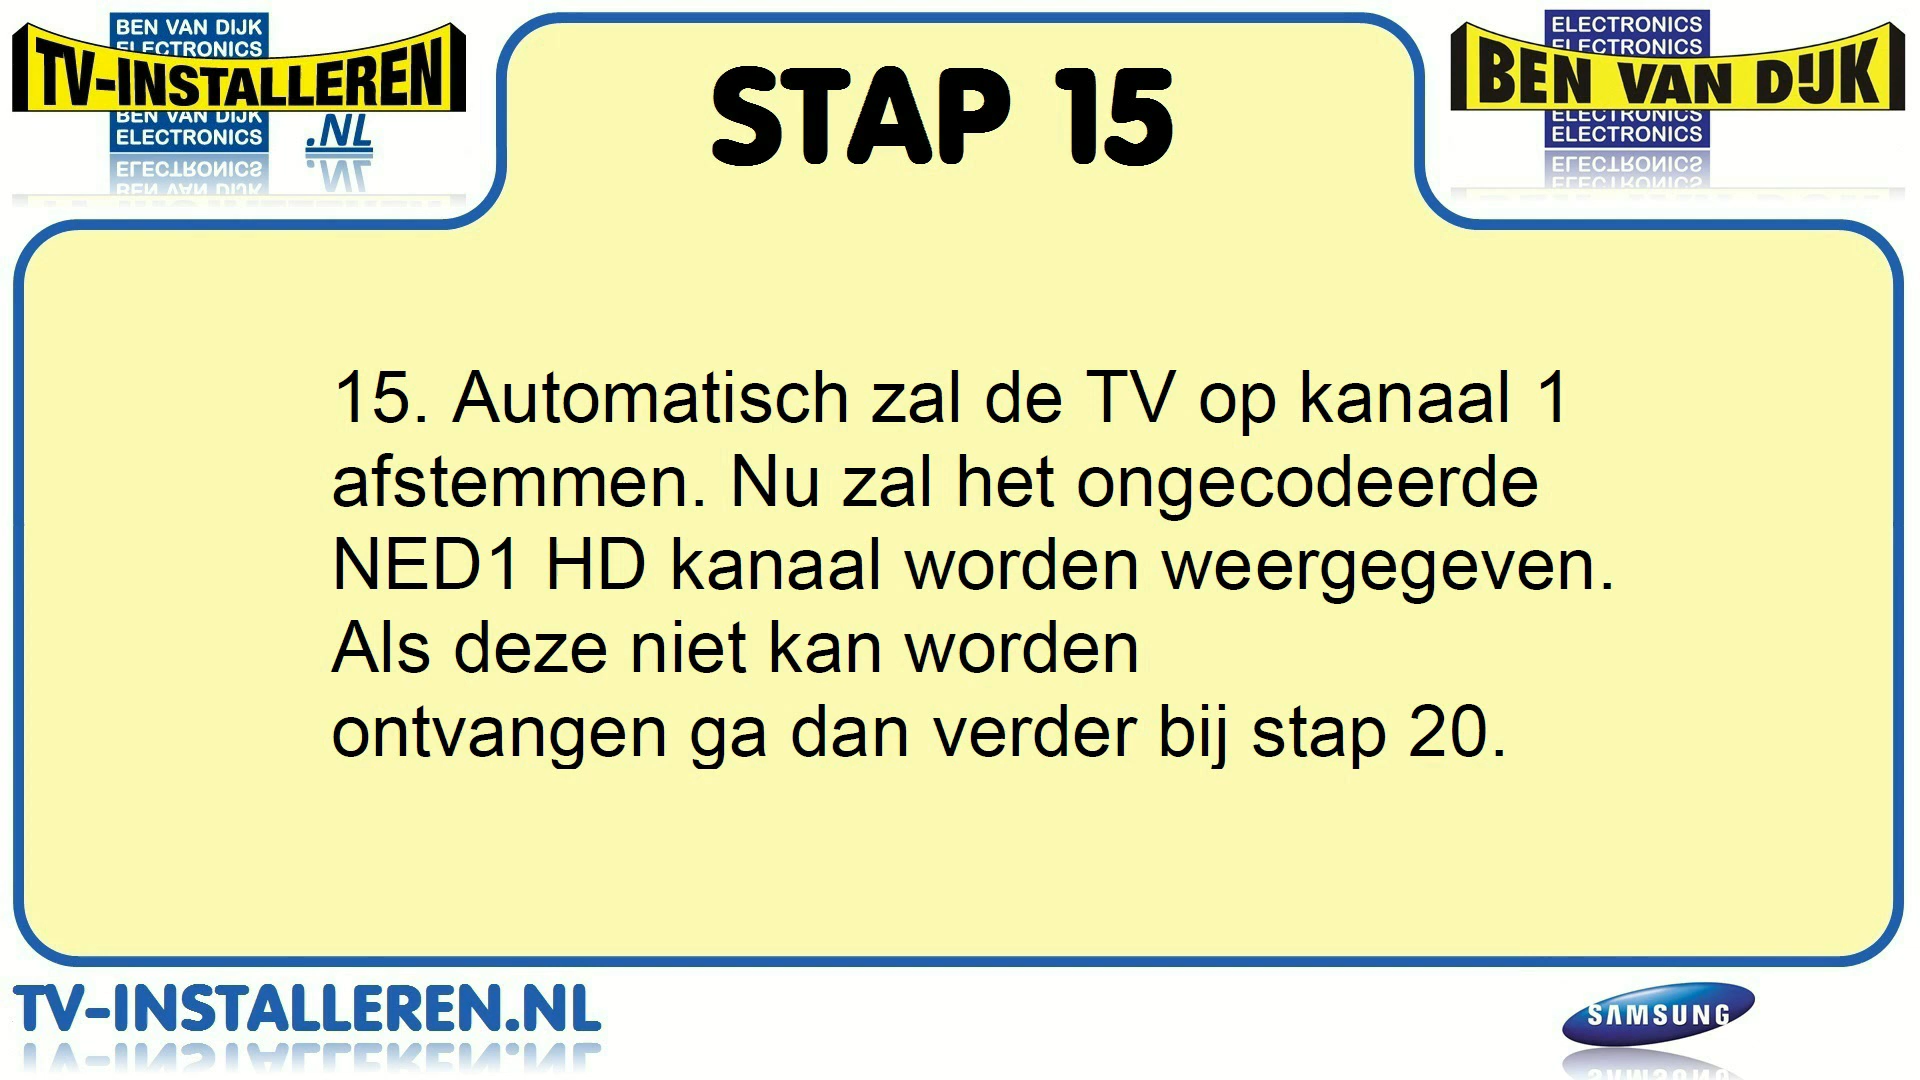 BEN VAN DIJK
ELECTRONICS
TV-INSTALLEREN
BEN VAN DIJK
ELECTRONICS
.NL
STAP 15
ELECTRONICS
ELECTRONICS
BEN VAN DIJK
ELECTRONICS
ELECTRONICS
15. Automatisch zal de TV op kanaal 1
afstemmen. Nu zal het ongecodeerde
NED1 HD kanaal worden weergegeven.
Als deze niet kan worden
ontvangen ga dan verder bij stap 20.
TV-INSTALLEREN.NL
SAMSUNG